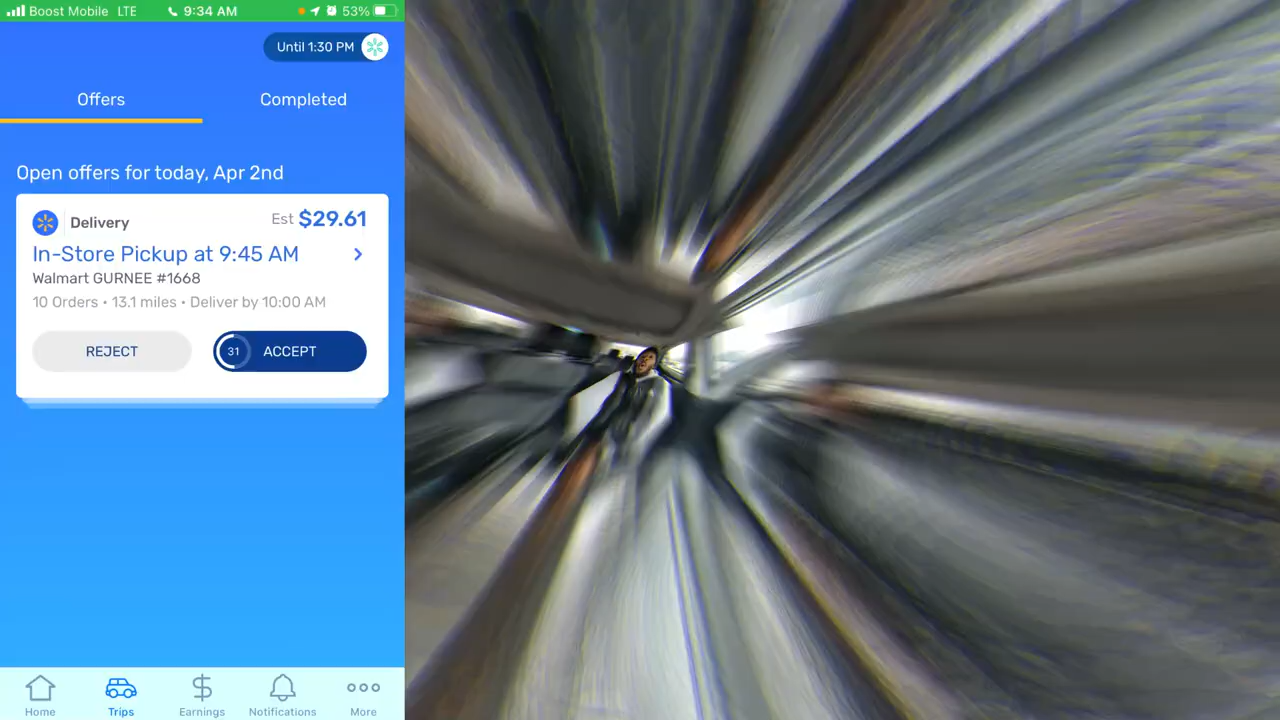 Boost Mobile LTE 9:34 AM 53%
Until 1:30 PM
Offers Completed
Open offers for today, Apr 2nd
Delivery Est $29.61
In-Store Pickup at 9:45 AM
Walmart GURNEE #1668
10 Orders • 13.1 miles • Deliver by 10:00 AM
REJECT 31 ACCEPT
Home Trips Earnings Notifications More